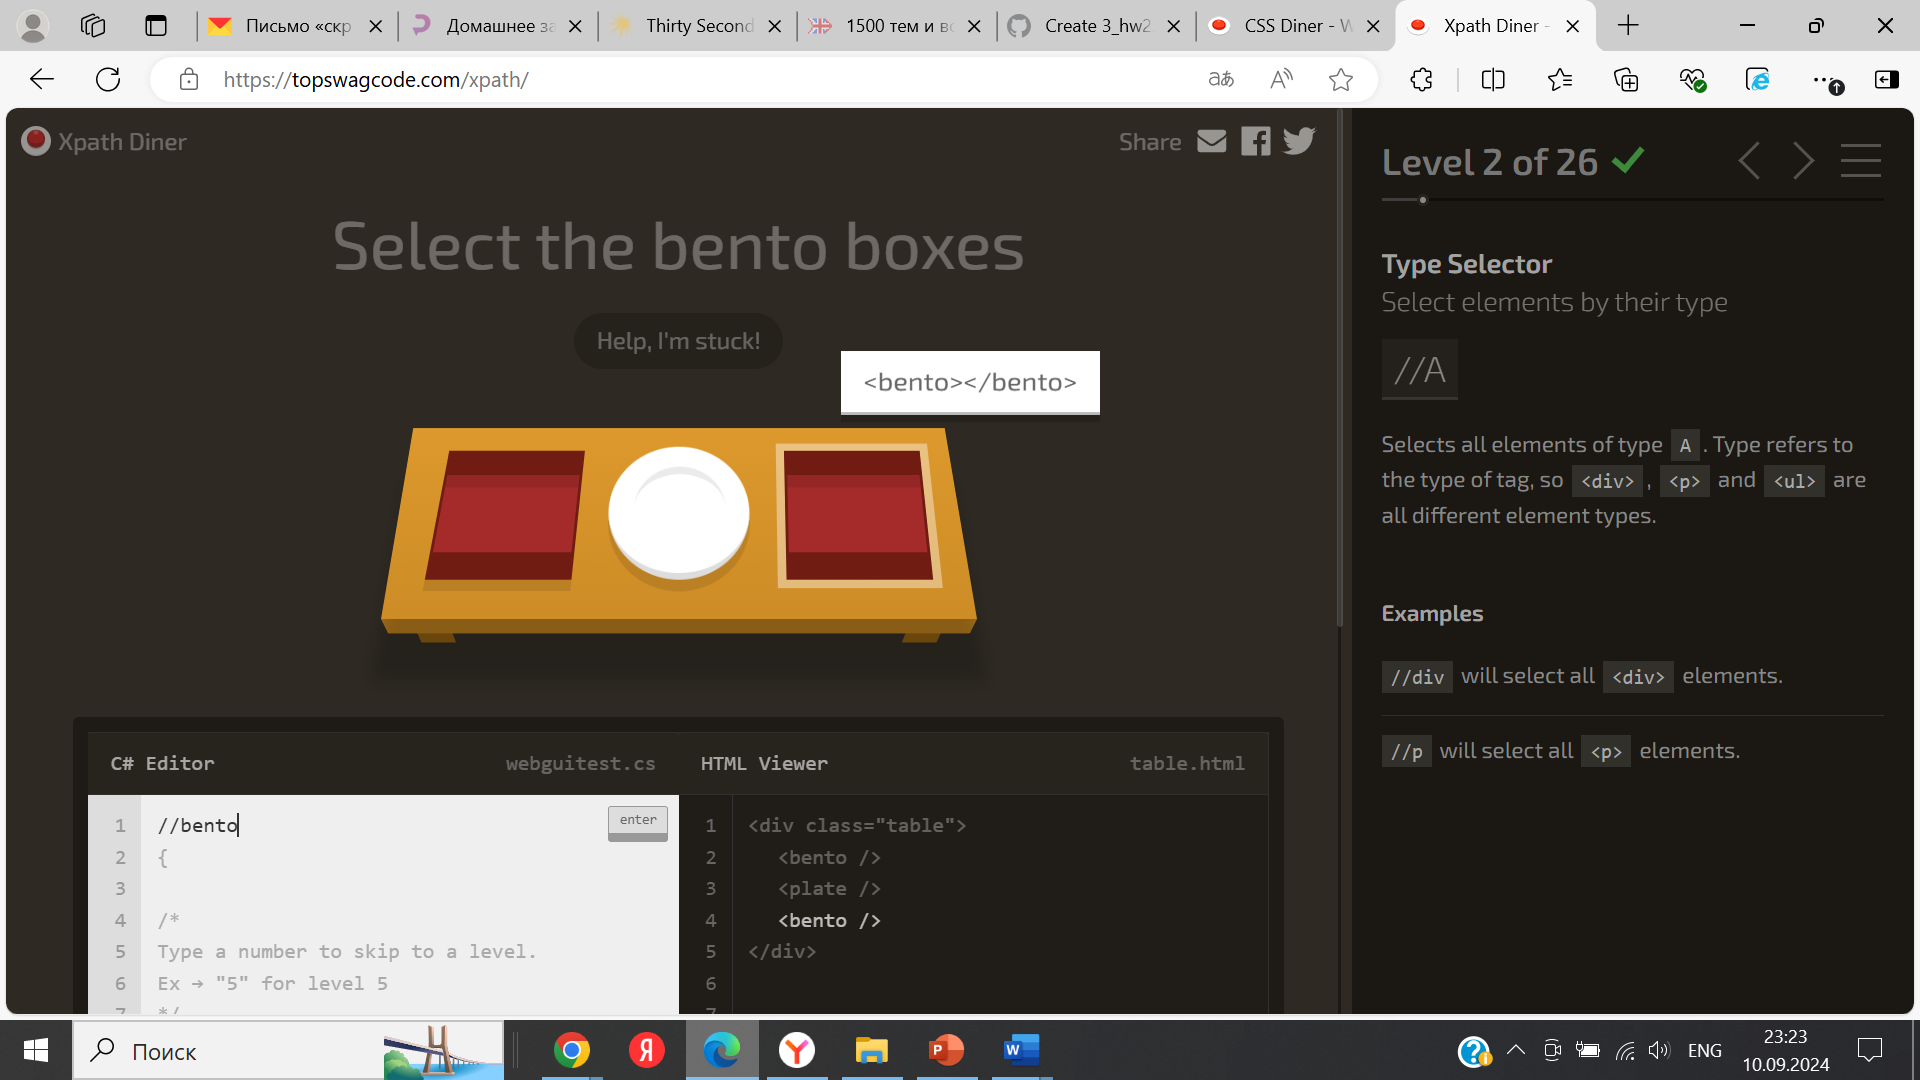 Письмо «скр
Домашнее за
Thirty Second
1500 тем и во
Create 3_hw2
CSS Diner - W
Xpath Diner -
https://topswagcode.com/xpath/
Xpath Diner
Share
Select the bento boxes
Help, I'm stuck!
<bento></bento>
C# Editor
webguitest.cs
1 //bento
enter
2 {
3
4 /*
5 Type a number to skip to a level.
6 Ex → "5" for level 5
7 */
HTML Viewer
table.html
1 <div class="table">
2 <bento />
3 <plate />
4 <bento />
5 </div>
6
7
Level 2 of 26
Type Selector
Select elements by their type
//A
Selects all elements of type A . Type refers to
the type of tag, so <div> , <p> and <ul> are
all different element types.
Examples
//div will select all <div> elements.
//p will select all <p> elements.
Поиск
ENG
23:23
10.09.2024